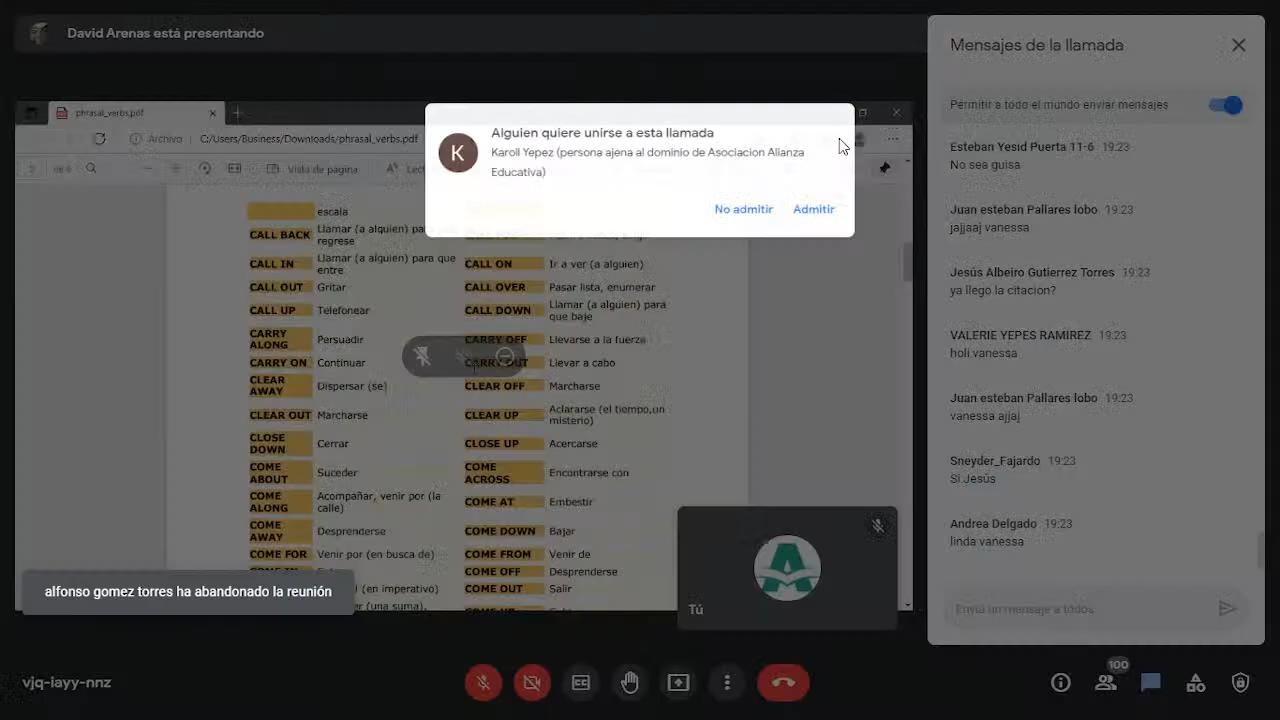 David Arenas está presentando
phrasal_verbs.pdf
Archivo
C:/Users/Business/Downloads/phrasal_verbs.pdf
Vista de pagina
Alguien quiere unirse a esta llamada
K
Karoll Yepez (persona ajena al dominio de Asociacion Alianza
Educativa)
No admitir
Admitir
escala
CALL BACK Llamar (a alguien)
regrese
CALL IN Llamar (a alguien) para que
entre
CALL ON Ir a ver (a alguien)
CALL OUT Gritar
CALL OVER Pasar lista, enumerar
CALL UP Telefonear
CALL DOWN Llamar (a alguien) para
que baje
CARRY
ALONG Persuadir
CARRY OFF Llevarse a la fuerza
CARRY ON Continuar
CARRY OUT Llevar a cabo
CLEAR
AWAY Dispersar (se)
CLEAR OFF Marcharse
CLEAR OUT Marcharse
CLEAR UP Aclararse (el tiempo,un
misterio)
CLOSE
DOWN Cerrar
CLOSE UP Acercarse
COME
ABOUT Suceder
COME
ACROSS Encontrarse con
COME
ALONG Acompañar, venir por (la
calle)
COME AT Embestir
COME
AWAY Desprenderse
COME DOWN Bajar
COME FOR Venir por (en busca de)
COME FROM Venir de
COME OFF Desprenderse
(en imperativo)
COME OUT Salir
(una suma),
alfonso gomez torres ha abandonado la reunión
Tú
Mensajes de la llamada
Permitir a todo el mundo enviar mensajes
Esteban Yesid Puerta 11-6 19:23
No sea guisa
Juan esteban Pallares lobo 19:23
jajjaaj vanessa
Jesús Albeiro Gutierrez Torres 19:23
ya llego la citacion?
VALERIE YEPES RAMIREZ 19:23
holi vanessa
Juan esteban Pallares lobo 19:23
vanessa ajjaj
Sneyder_Fajardo 19:23
Si Jesús
Andrea Delgado 19:23
linda vanessa
Envía un mensaje a todos
vjq-iayy-nnz
100